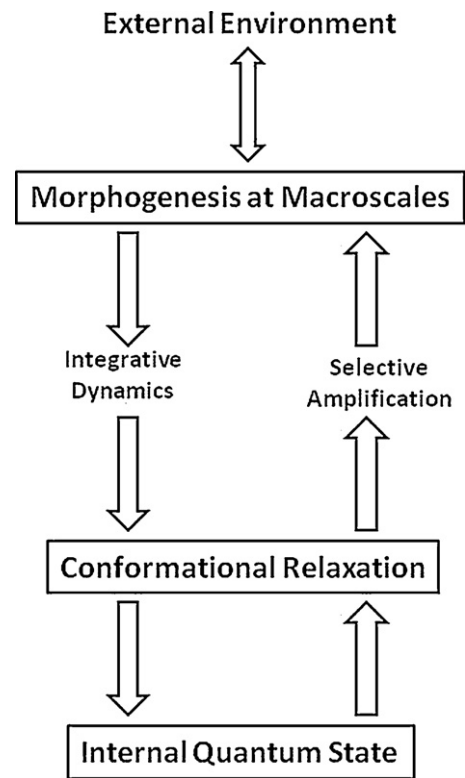 External Environment
Morphogenesis at Macroscales
Integrative
Dynamics
Selective
Amplification
Conformational Relaxation
Internal Quantum State